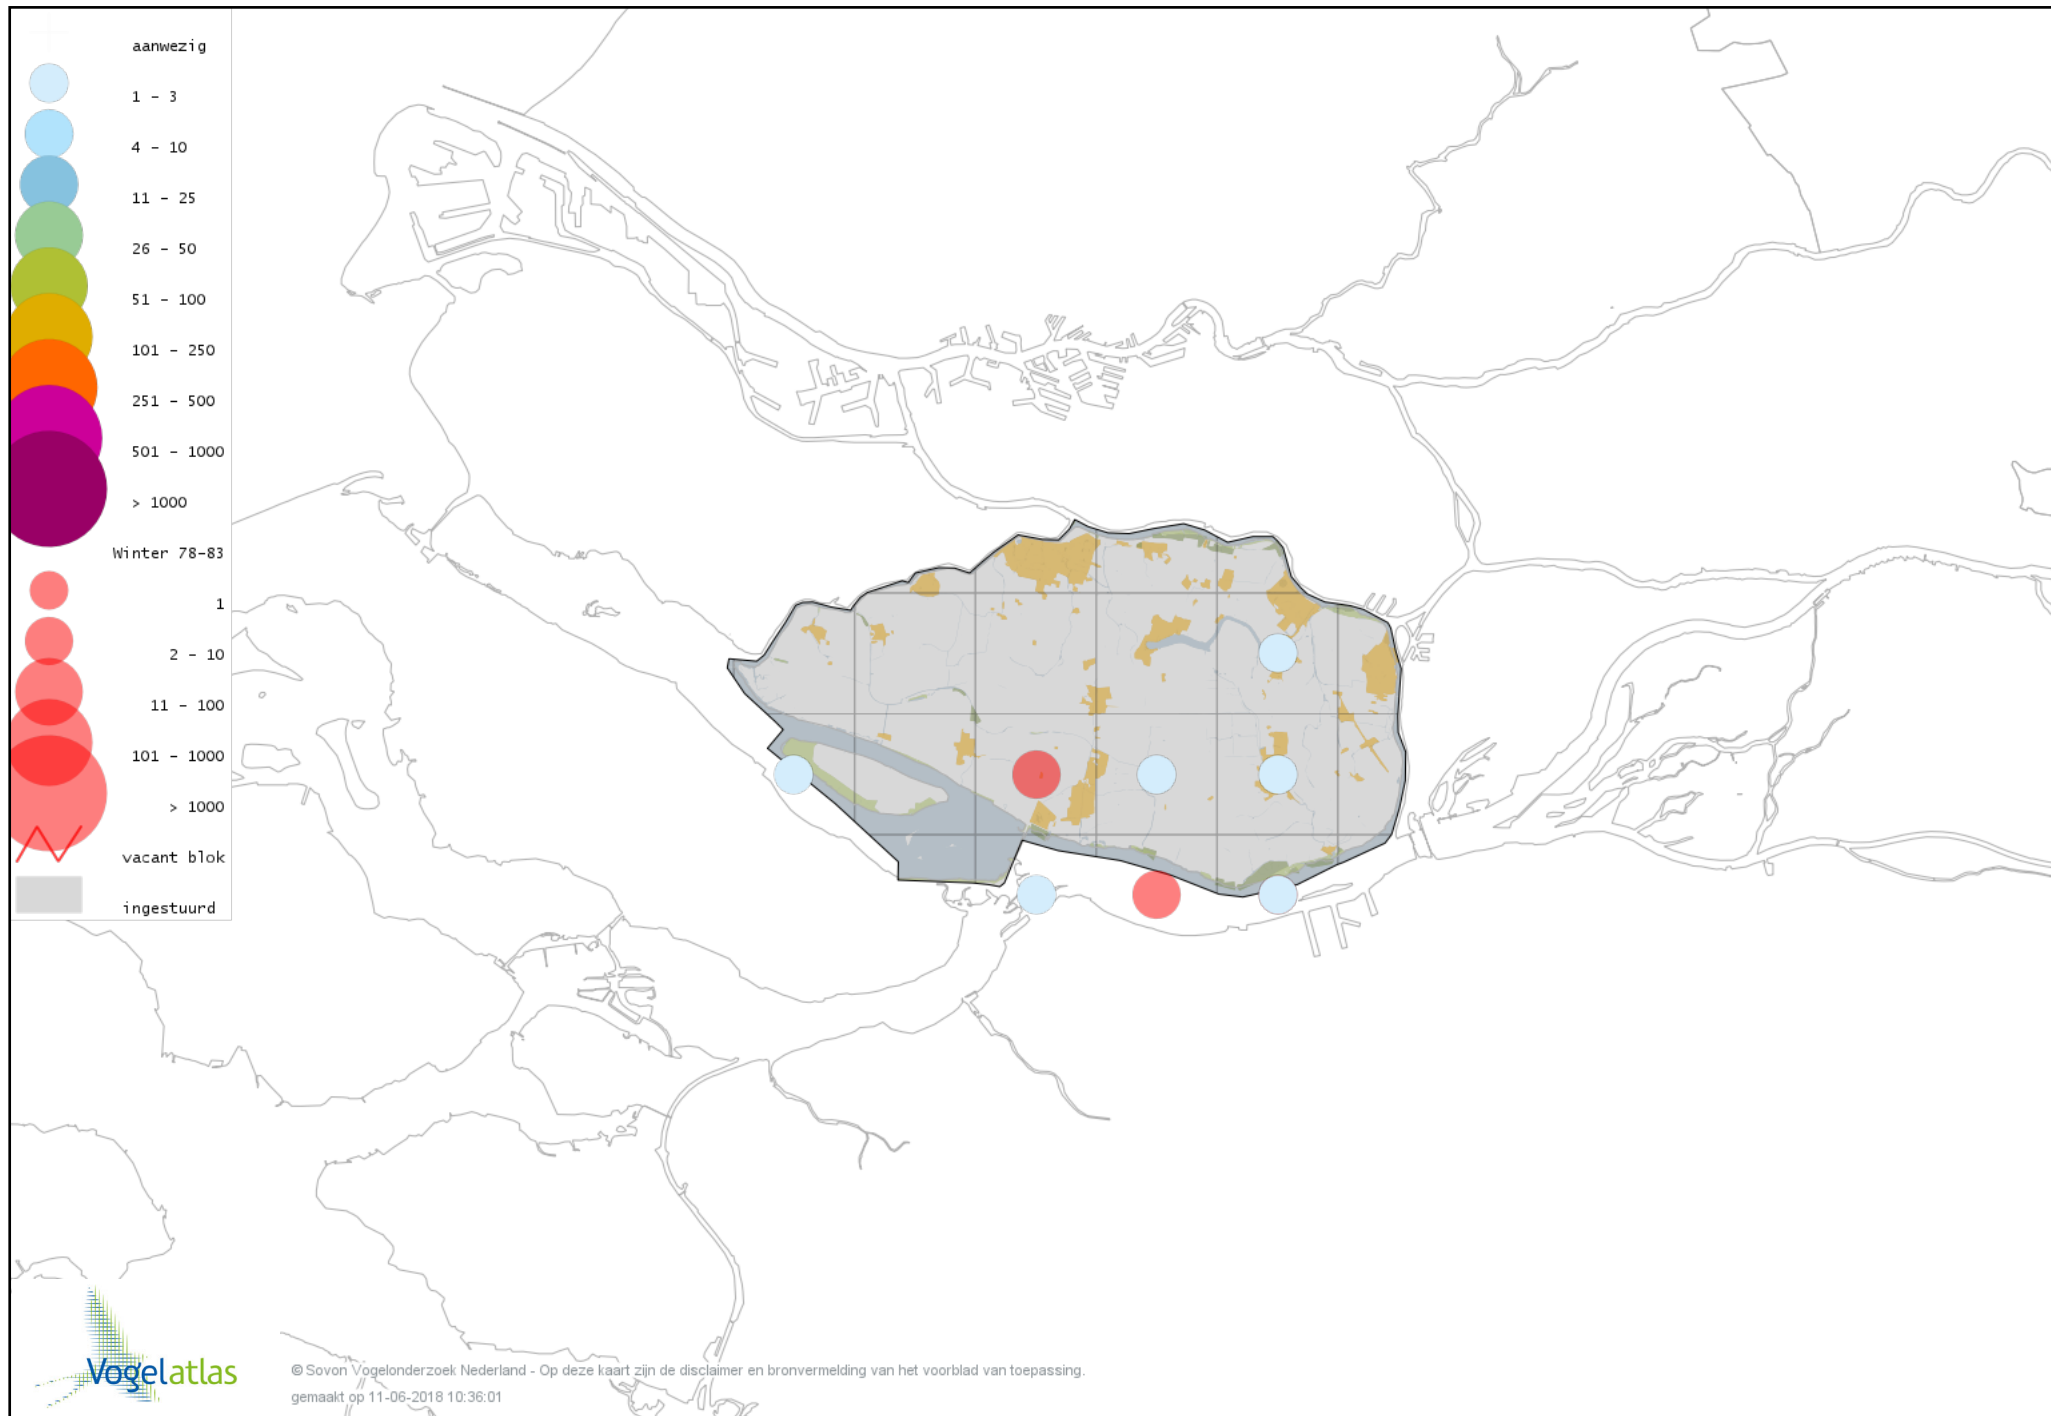 aanwezig
1 - 3
4 - 10
11 - 25
26 - 50
51 - 100
101 - 250
251 - 500
501 - 1000
> 1000
Winter 78-83
1
2 - 10
11 - 100
101 - 1000
> 1000
vacant blok
ingestuurd
Vogelatlas
© Sovon Vogelonderzoek Nederland - Op deze kaart zijn de disclaimer en bronvermelding van het voorblad van toepassing.
gemaakt op 11-06-2018 10:36:01